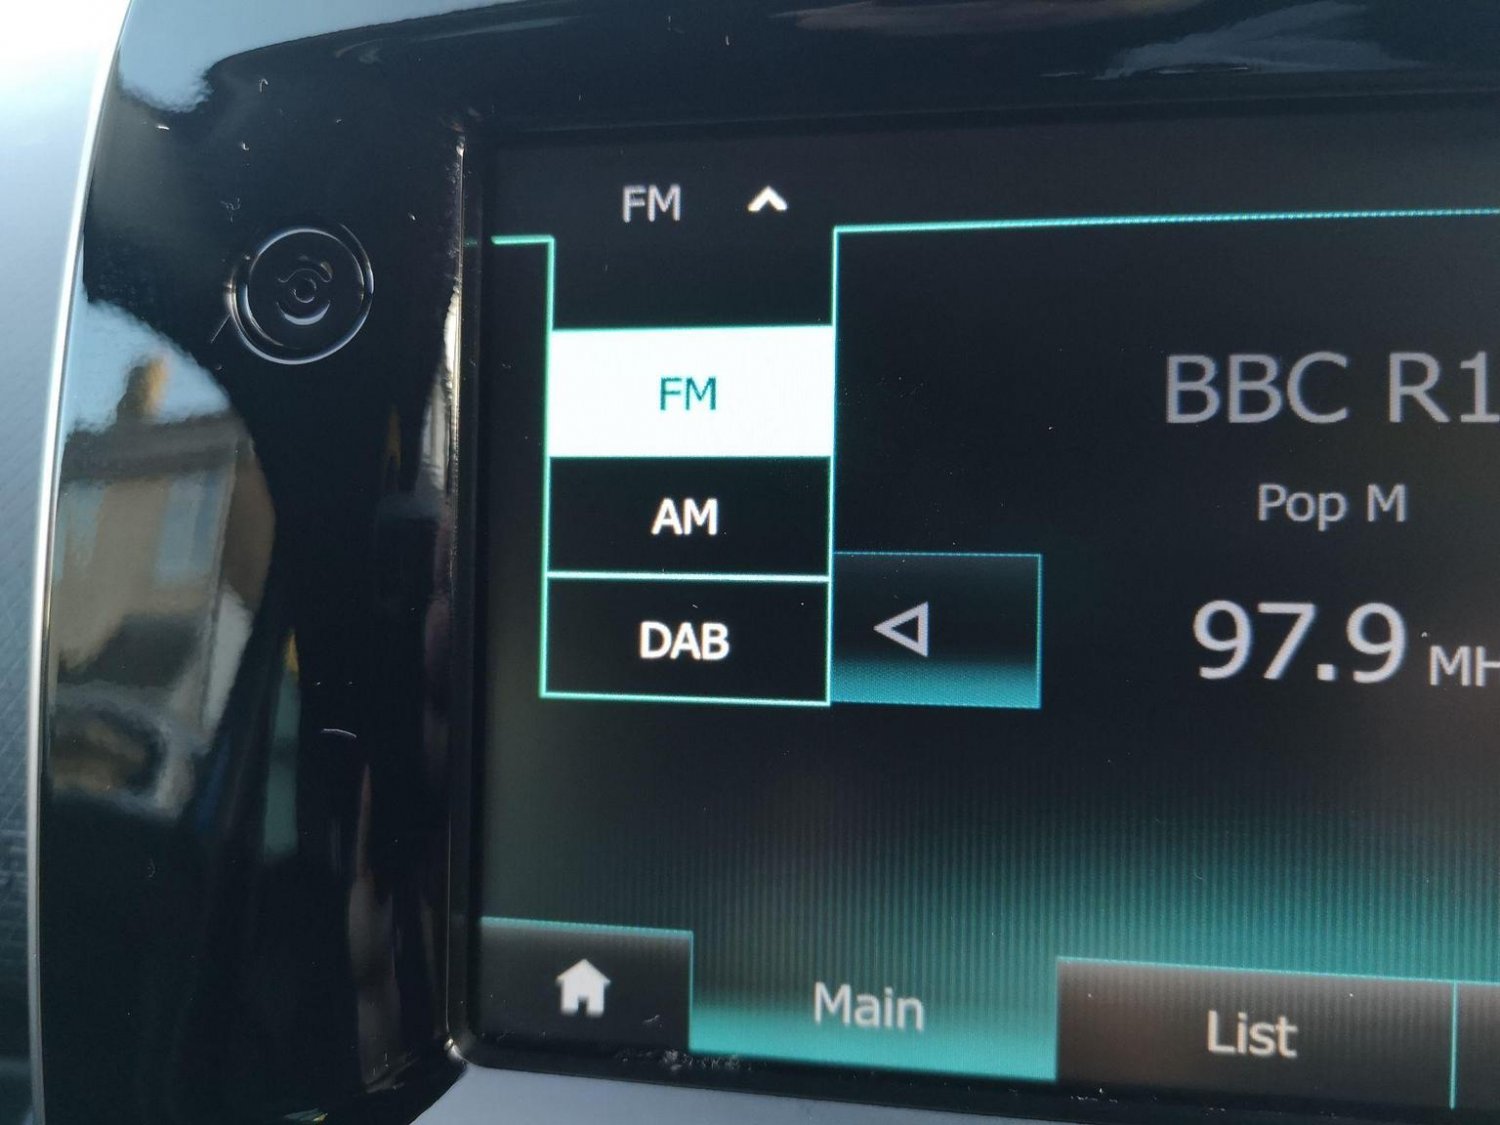 FM
FM
AM
DAB
BBC R1
Pop M
97.9 MH
Main
List